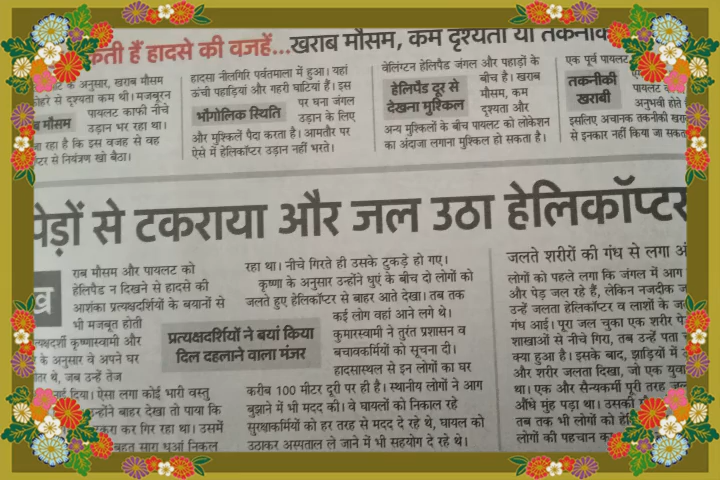 हैं हादसे की वजहें...खराब मौसम, कम दृश्यता या
के अनुसार, खराब मौसम
से दृश्यता कम थी। मजबूरन
पायलट काफी नीचे
मौसम
उड़ान भर रहा था।
जा रहा है कि इस वजह से वह
से नियंत्रण खो बैठा।
हादसा नीलगिरि पर्वतमाला में हुआ। यहां
ऊंची पहाड़ियां और गहरी घाटियां हैं। इस
भौगोलिक स्थिति
पर घना जंगल
उड़ान के लिए
और मुश्किलें पैदा करता है। आमतौर पर
ऐसे में हेलिकॉप्टर उड़ान नहीं भरते।
वेलिंग्टन हेलिपैड जंगल और पहाड़ों के
हेलिपैड दूर से
देखना मुश्किल
बीच है। खराब
मौसम, कम
दृश्यता और
अन्य मुश्किलों के बीच पायलट को लोकेशन
का अंदाजा लगाना मुश्किल हो सकता है।
एक पूर्व पायलट
तकनीकी
खराबी
पायलट
अनुभवी होते
इसलिए अचानक तकनीकी
से इनकार नहीं किया जा
पेड़ों से टकराया और जल उठा हेलिकॉप्टर
राब मौसम और पायलट को
हेलिपैड न दिखने से हादसे की
आशंका प्रत्यक्षदर्शियों के बयानों से
भी मजबूत होती
कृष्णास्वामी और
के अनुसार वे अपने घर
थे, जब उन्हें तेज
दिया। ऐसा लगा कोई भारी वस्तु
उन्होंने बाहर देखा तो पाया कि
कर गिर रहा था। उसमें
बहुत सारा धुआं निकल
प्रत्यक्षदर्शियों ने बयां किया
दिल दहलाने वाला मंजर
रहा था। नीचे गिरते ही उसके टुकड़े हो गए।
कृष्णा के अनुसार उन्होंने धुएं के बीच दो लोगों को
जलते हुए हेलिकॉप्टर से बाहर आते देखा। तब तक
कई लोग वहां आने लगे थे।
कुमारस्वामी ने तुरंत प्रशासन व
बचावकर्मियों को सूचना दी।
हादसास्थल से इन लोगों का घर
करीब 100 मीटर दूरी पर ही है। स्थानीय लोगों ने आग
बुझाने में भी मदद की। वे घायलों को निकाल रहे
सुरक्षाकर्मियों को हर तरह से मदद दे रहे थे, घायल को
उठाकर अस्पताल ले जाने में भी सहयोग दे रहे थे।
जलते शरीरों की गंध से लगा
लोगों को पहले लगा कि जंगल में आग
और पेड़ जल रहे हैं, लेकिन नजदीक
उन्हें जलता हेलिकॉप्टर व लाशों के
गंध आई। पूरा जल चुका एक शरीर
शाखाओं से नीचे गिरा, तब उन्हें पता
क्या हुआ है। इसके बाद, झाड़ियों में
और शरीर जलता दिखा, जो एक
था। एक और सैन्यकर्मी पूरी तरह
औंधे मुंह पड़ा था। उसकी
तब तक भी लोगों को
लोगों की पहचान